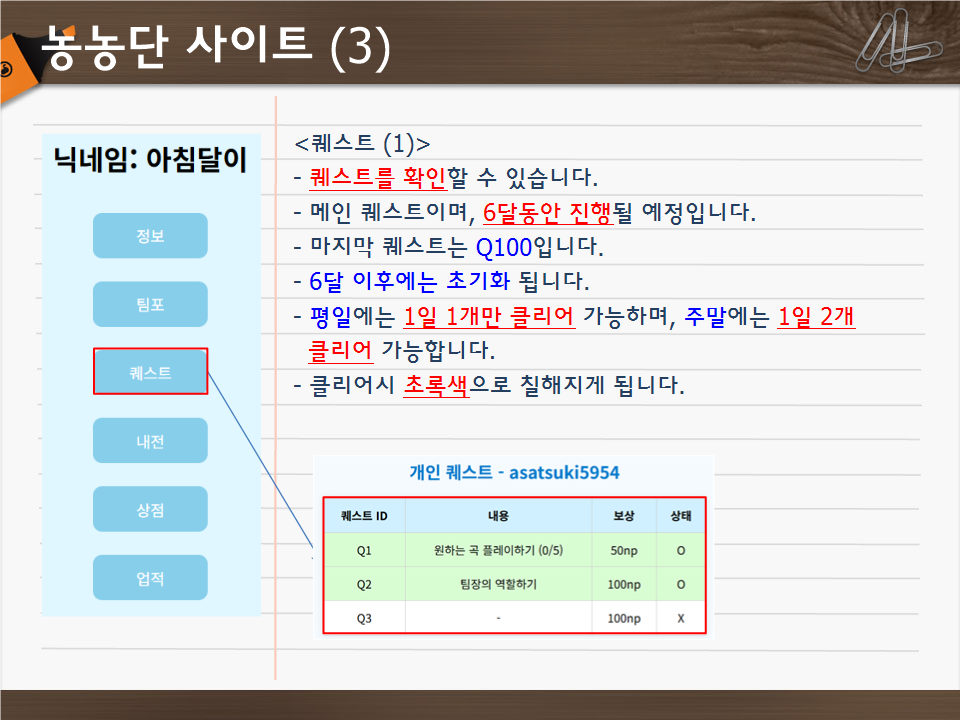 농농단 사이트 (3)
닉네임: 아침달이
정보
팀포
퀘스트
내전
상점
업적
<퀘스트 (1)>
- 퀘스트를 확인할 수 있습니다.
- 메인 퀘스트이며, 6달동안 진행될 예정입니다.
- 마지막 퀘스트는 Q100입니다.
- 6달 이후에는 초기화 됩니다.
- 평일에는 1일 1개만 클리어 가능하며, 주말에는 1일 2개
클리어 가능합니다.
- 클리어시 초록색으로 칠해지게 됩니다.
개인 퀘스트 - asatsuki5954
퀘스트 ID 내용 보상 상태
Q1 원하는 곡 플레이하기 (0/5) 50np O
Q2 팀장의 역할하기 100np O
Q3 - 100np X